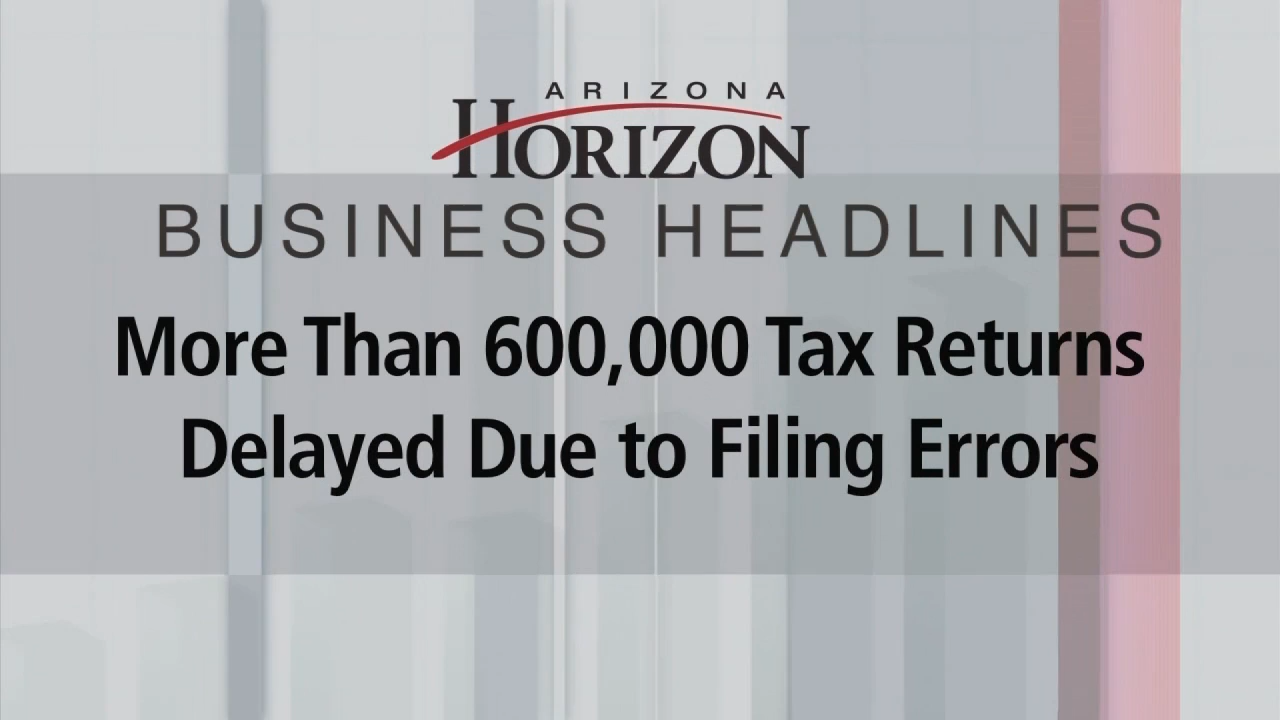 ARIZONA
HORIZON
BUSINESS HEADLINES
More Than 600,000 Tax Returns
Delayed Due to Filing Errors